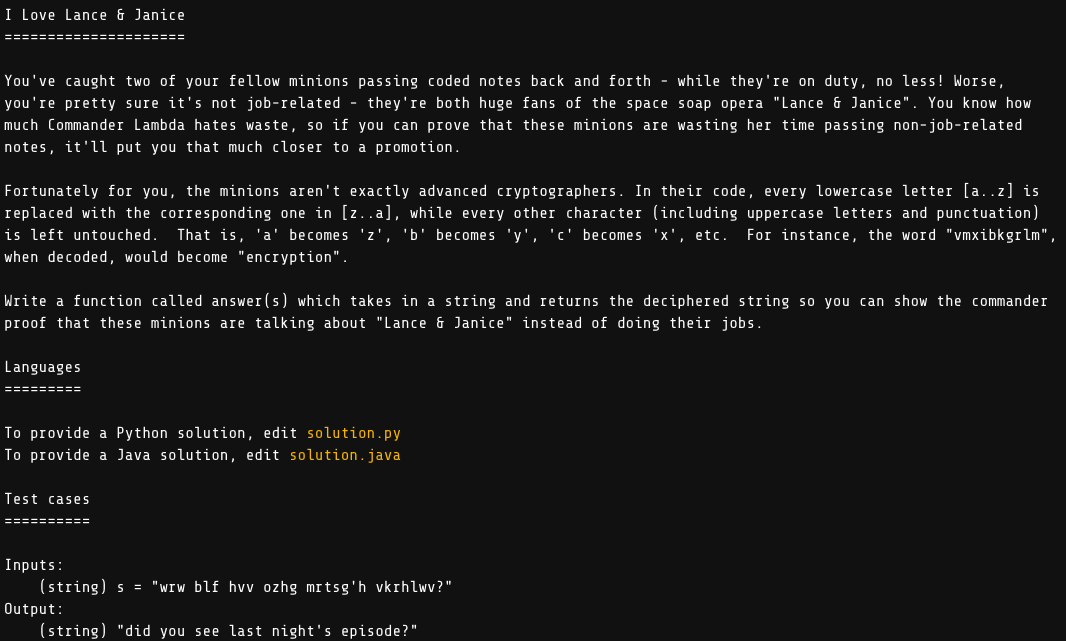 I Love Lance & Janice
=====================
You've caught two of your fellow minions passing coded notes back and forth - while they're on duty, no less! Worse,
you're pretty sure it's not job-related - they're both huge fans of the space soap opera "Lance & Janice". You know how
much Commander Lambda hates waste, so if you can prove that these minions are wasting her time passing non-job-related
notes, it'll put you that much closer to a promotion.
Fortunately for you, the minions aren't exactly advanced cryptographers. In their code, every lowercase letter [a..z] is
replaced with the corresponding one in [z..a], while every other character (including uppercase letters and punctuation)
is left untouched.  That is, 'a' becomes 'z', 'b' becomes 'y', 'c' becomes 'x', etc.  For instance, the word "vmxibkgrlm",
when decoded, would become "encryption".
Write a function called answer(s) which takes in a string and returns the deciphered string so you can show the commander
proof that these minions are talking about "Lance & Janice" instead of doing their jobs.
Languages
=========
To provide a Python solution, edit solution.py
To provide a Java solution, edit solution.java
Test cases
==========
Inputs:
    (string) s = "wrw blf hvv ozhg mrtsg'h vkrhlwv?"
Output:
    (string) "did you see last night's episode?"